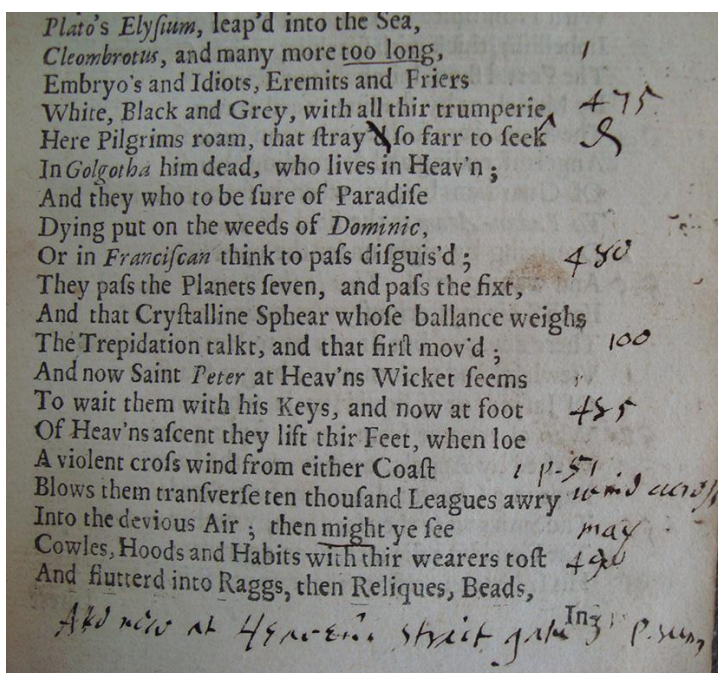 Plato's Elyſium, leap'd into the Sea,
Cleombrotus, and many more too long, 1
Embryo's and Idiots, Eremits and Friers
White, Black and Grey, with all thir trumperie 475
Here Pilgrims roam, that ſtray & ſo farr to ſeek
In Golgotha him dead, who lives in Heav'n ;
And they who to be ſure of Paradiſe
Dying put on the weeds of Dominic,
Or in Franciſcan think to paſs diſguis'd ; 480
They paſs the Planets ſeven, and paſs the fixt,
And that Cryſtalline Sphear whoſe ballance weighs
The Trepidation talkt, and that firſt mov'd ; 100
And now Saint Peter at Heav'ns Wicket ſeems
To wait them with his Keys, and now at foot 485
Of Heav'ns aſcent they lift thir Feet, when loe
A violent croſs wind from either Coaſt 1 p. 51
Blows them tranſverſe ten thouſand Leagues awry wind acroſs
Into the devious Air ; then might ye ſee may
Cowles, Hoods and Habits with thir wearers toſt 490
And flutterd into Raggs, then Reliques, Beads,
Ing
And now at strait gate